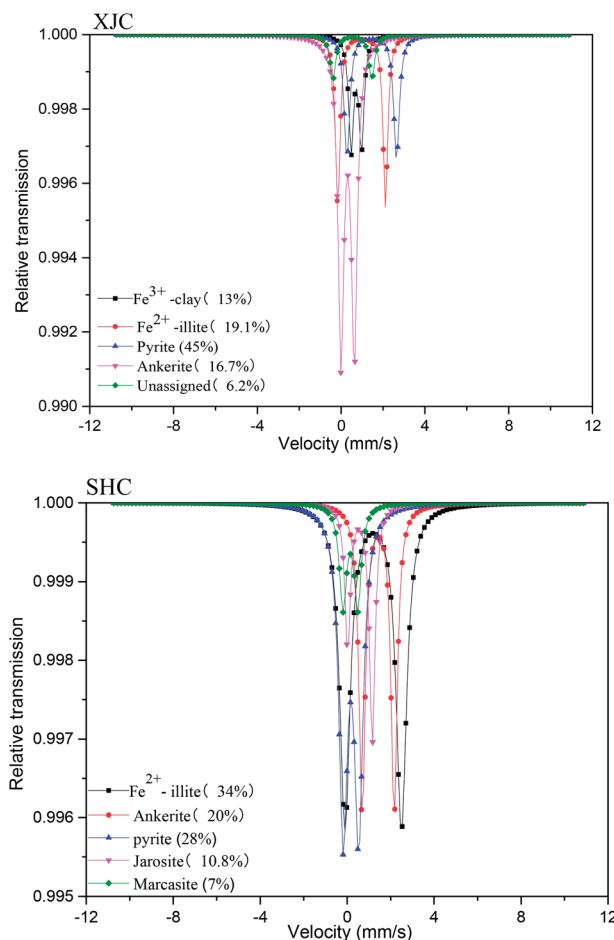 XJC
1.000
0.998
0.996
0.994
0.992
0.990
Relative transmission
Fe3+ -clay( 13%)
Fe2+ -illite( 19.1%)
Pyrite (45%)
Ankerite( 16.7%)
Unassigned( 6.2%)
-12 -8 -4 0 4 8 12
Velocity (mm/s)
SHC
1.000
0.999
0.998
0.997
0.996
0.995
Relative transmission
Fe2+ - illite( 34%)
Ankerite( 20%)
pyrite (28%)
Jarosite( 10.8%)
Marcasite( 7%)
-12 -8 -4 0 4 8 12
Velocity (mm/s)